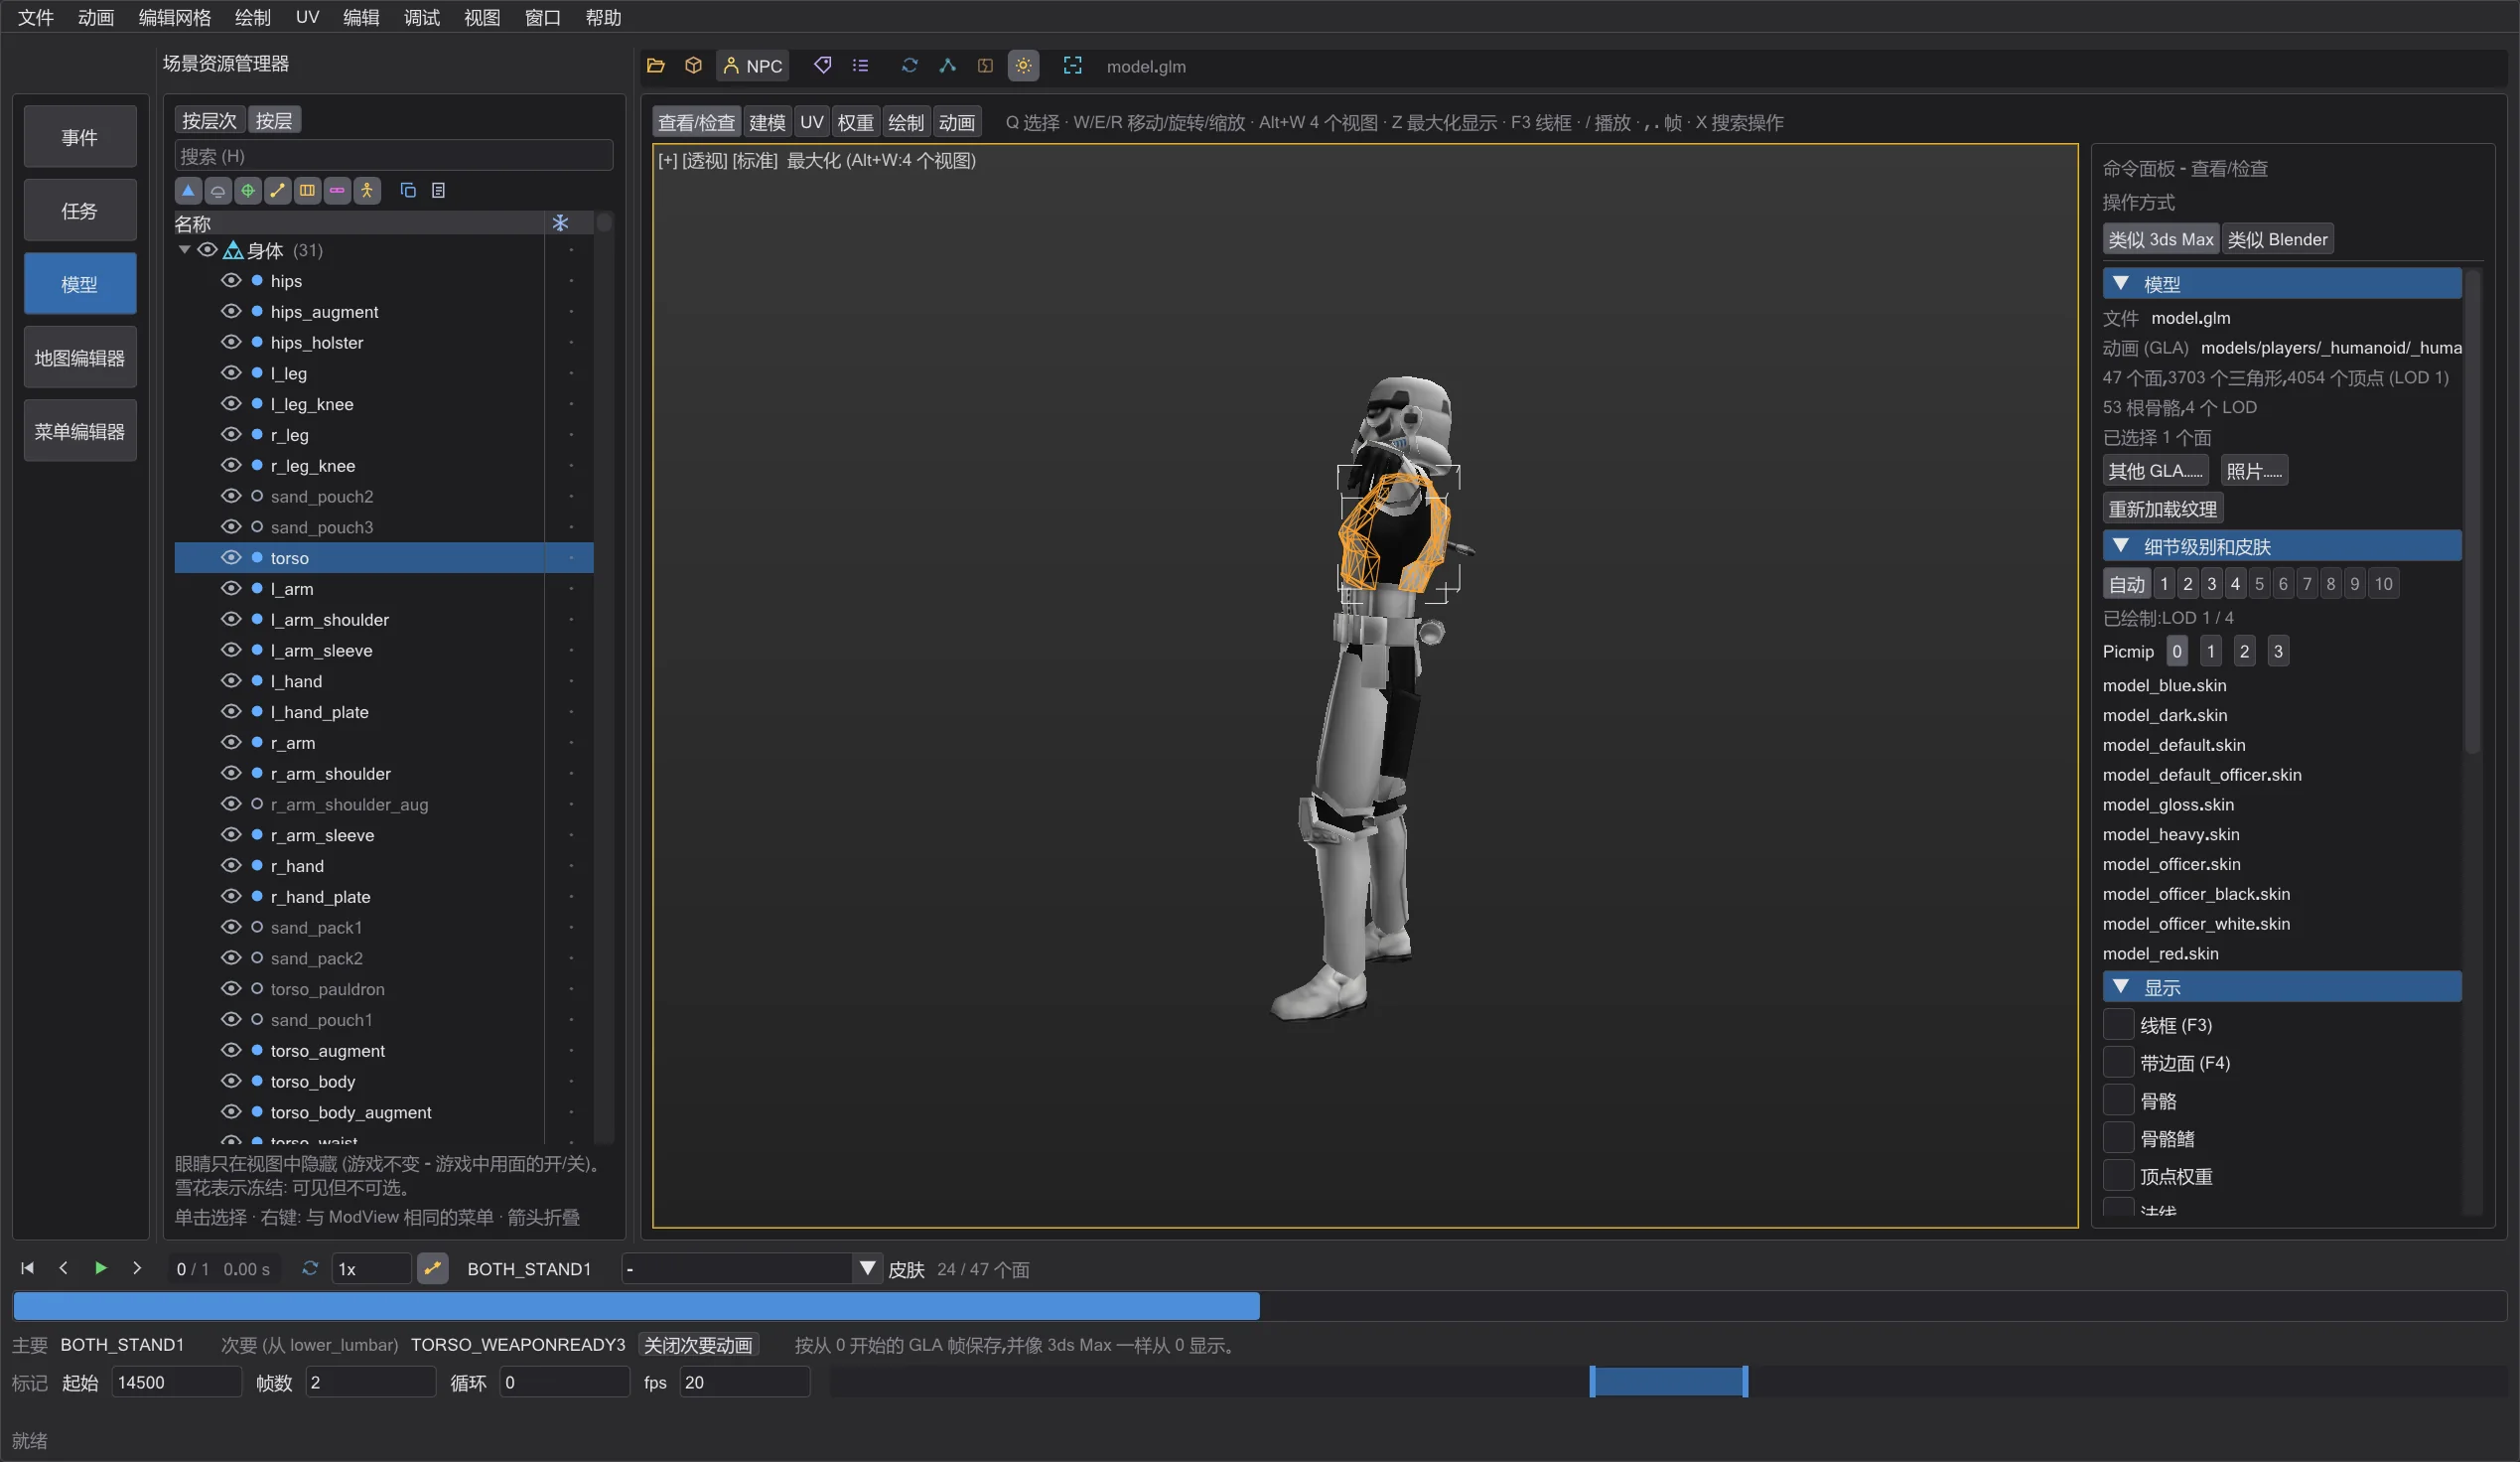 文件 动画 编辑网格 绘制 UV 编辑 调试 视图 窗口 帮助
场景资源管理器
NPC model.glm
事件
任务
模型
地图编辑器
菜单编辑器
按层次 按层
搜索 (H)
名称
身体 (31)
hips
hips_augment
hips_holster
l_leg
l_leg_knee
r_leg
r_leg_knee
sand_pouch2
sand_pouch3
torso
l_arm
l_arm_shoulder
l_arm_sleeve
l_hand
l_hand_plate
r_arm
r_arm_shoulder
r_arm_shoulder_aug
r_arm_sleeve
r_hand
r_hand_plate
sand_pack1
sand_pack2
torso_pauldron
sand_pouch1
torso_augment
torso_body
torso_body_augment
torso_waist
眼睛只在视图中隐藏 (游戏不变 - 游戏中用面的开/关)。
雪花表示冻结: 可见但不可选。
单击选择 · 右键: 与 ModView 相同的菜单 · 箭头折叠
查看/检查 建模 UV 权重 绘制 动画 Q 选择 · W/E/R 移动/旋转/缩放 · Alt+W 4 个视图 · Z 最大化显示 · F3 线框 · / 播放 · ,. 帧 · X 搜索操作
[+] [透视] [标准] 最大化 (Alt+W:4 个视图)
命令面板 - 查看/检查
操作方式
类似 3ds Max 类似 Blender
模型
文件 model.glm
动画 (GLA) models/players/_humanoid/_huma
47 个面,3703 个三角形,4054 个顶点 (LOD 1)
53 根骨骼,4 个 LOD
已选择 1 个面
其他 GLA...... 照片......
重新加载纹理
细节级别和皮肤
自动 1 2 3 4 5 6 7 8 9 10
已绘制:LOD 1 / 4
Picmip 0 1 2 3
model_blue.skin
model_dark.skin
model_default.skin
model_default_officer.skin
model_gloss.skin
model_heavy.skin
model_officer.skin
model_officer_black.skin
model_officer_white.skin
model_red.skin
显示
线框 (F3)
带边面 (F4)
骨骼
骨骼鳍
顶点权重
法线
0 / 1 0.00 s 1x BOTH_STAND1 - 皮肤 24 / 47 个面
主要 BOTH_STAND1 次要 (从 lower_lumbar) TORSO_WEAPONREADY3 关闭次要动画 按从 0 开始的 GLA 帧保存,并像 3ds Max 一样从 0 显示。
标记 起始 14500 帧数 2 循环 0 fps 20
就绪